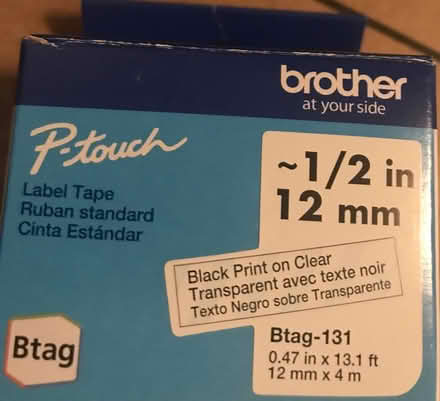 brother
at your side
P-touch
Label Tape
Ruban standard
Cinta Estándar
~1/2 in
12 mm
Black Print on Clear
Transparent avec texte noir
Texto Negro sobre Transparente
Btag
Btag-131
0.47 in x 13.1 ft
12 mm x 4 m